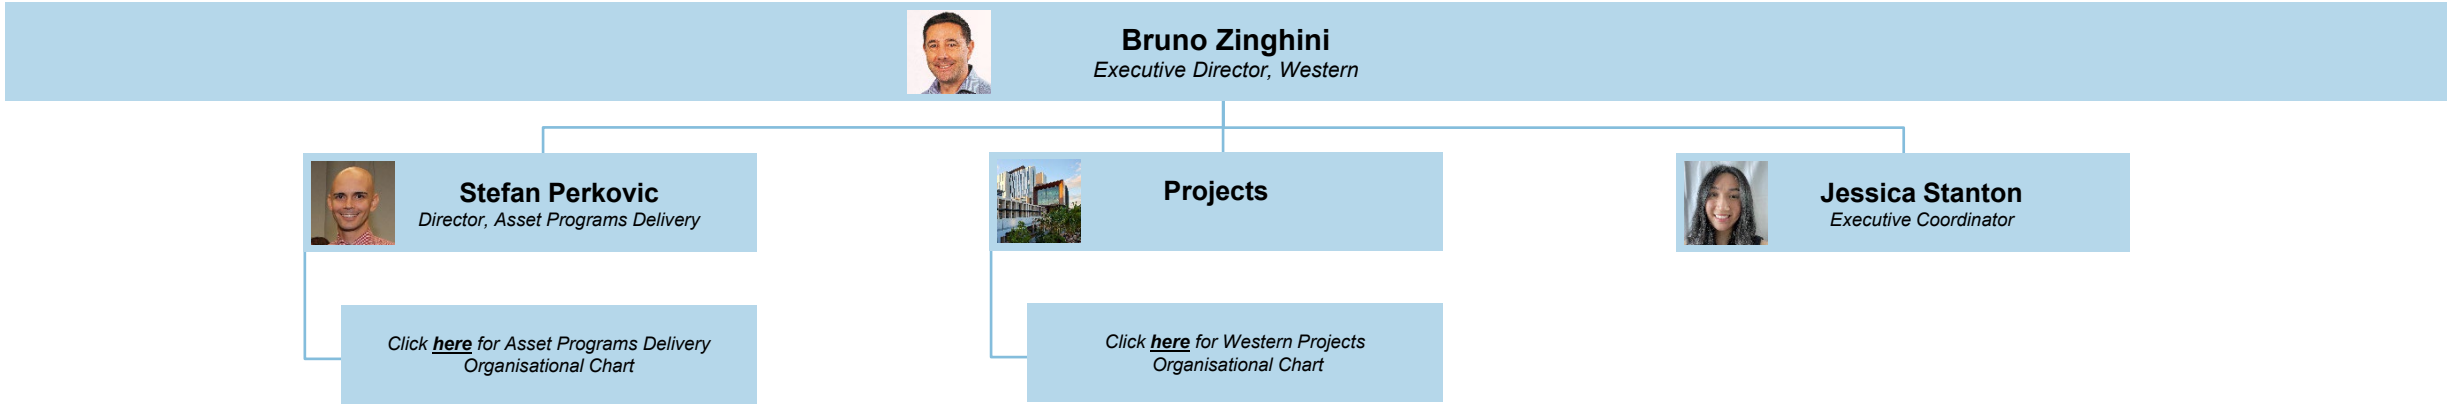 Bruno Zinghini
Executive Director, Western
Stefan Perkovic
Director, Asset Programs Delivery
Projects
Jessica Stanton
Executive Coordinator
Click here for Asset Programs Delivery
Organisational Chart
Click here for Western Projects
Organisational Chart